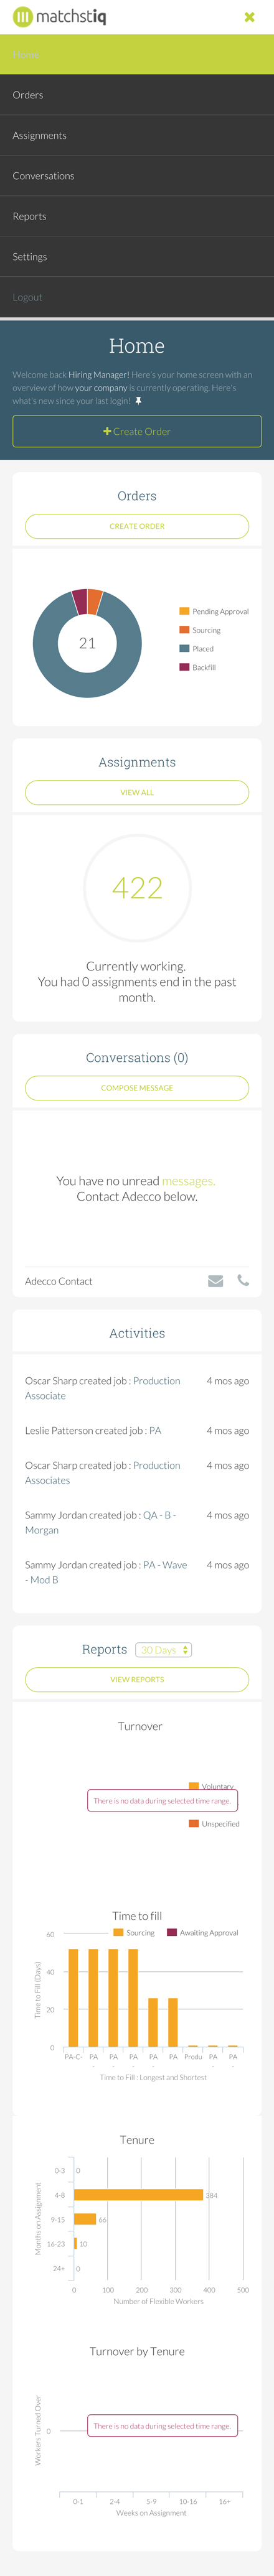 matchstiq
Home
Orders
Assignments
Conversations
Reports
Settings
Logout
Home
Welcome back Hiring Manager! Here's your home screen with an
overview of how your company is currently operating. Here's
what's new since your last login!
Create Order
Orders
CREATE ORDER
21
Pending Approval
Sourcing
Placed
Backfill
Assignments
VIEW ALL
422
Currently working.
You had 0 assignments end in the past
month.
Conversations (0)
COMPOSE MESSAGE
You have no unread messages.
Contact Adecco below.
Adecco Contact
Activities
Oscar Sharp created job : Production 4 mos ago
Associate
Leslie Patterson created job : PA 4 mos ago
Oscar Sharp created job : Production 4 mos ago
Associates
Sammy Jordan created job : QA - B - 4 mos ago
Morgan
Sammy Jordan created job : PA - Wave 4 mos ago
- Mod B
Reports 30 Days
VIEW REPORTS
Turnover
Voluntary
There is no data during selected time range.
Unspecified
Time to fill
Sourcing Awaiting Approval
Time to Fill (Days)
60
40
20
0
PA-C- PA PA PA PA PA Produ PA PA
Time to Fill : Longest and Shortest
Tenure
Months on Assignment
0-3 0
4-8 384
9-15 66
16-23 10
24+ 0
0 100 200 300 400 500
Number of Flexible Workers
Turnover by Tenure
Workers Turned Over
0
There is no data during selected time range.
0-1 2-4 5-9 10-16 16+
Weeks on Assignment